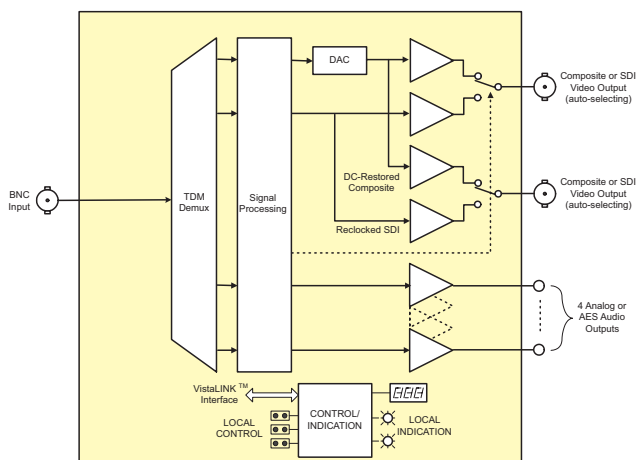 DAC
Composite or SDI
Video Output
(auto-selecting)
BNC
Input
TDM
Demux
Signal
Processing
DC-Restored
Composite
Composite or SDI
Video Output
(auto-selecting)
Reclocked SDI
4 Analog or
AES Audio
Outputs
VistaLINK TM
Interface
LOCAL
CONTROL
CONTROL/
INDICATION
LOCAL
INDICATION